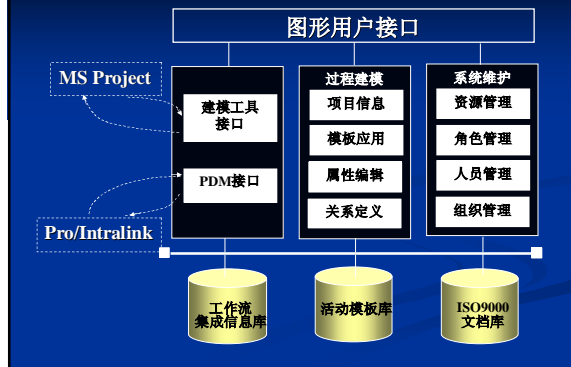 图形用户接口
MS Project
建模工具
接口
PDM接口
Pro/Intralink
过程建模
项目信息
模板应用
属性编辑
关系定义
系统维护
资源管理
角色管理
人员管理
组织管理
工作流
集成信息库
活动模板库
ISO9000
文档库